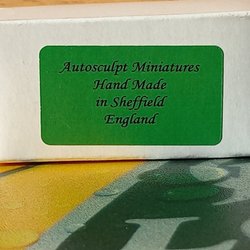 Autosculpt Miniatures
Hand Made
in Sheffield
England